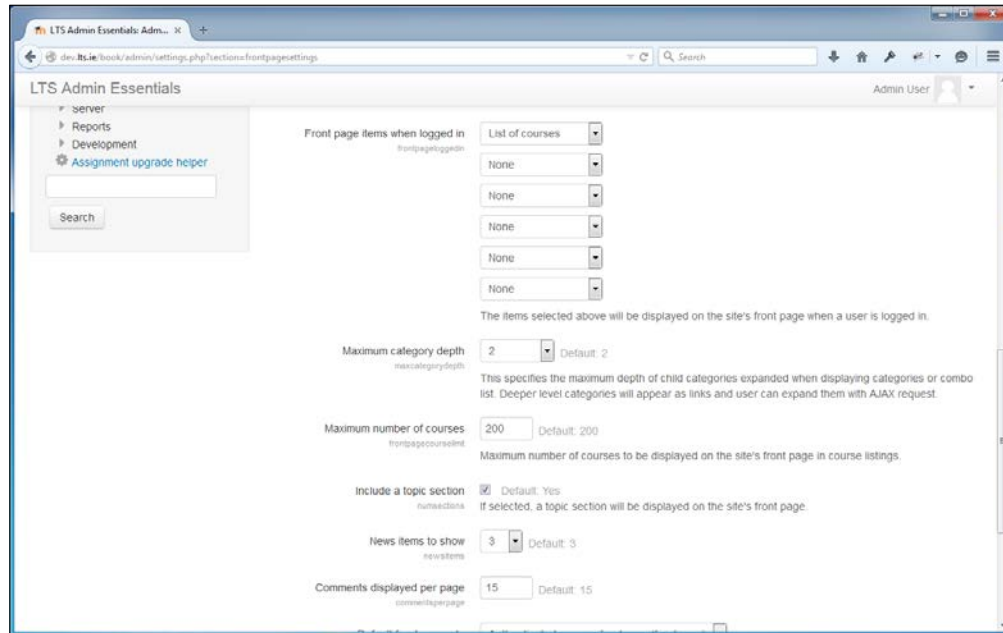 LTS Admin Essentials: Adm...
dev.lts.ie/book/admin/settings.php?section=frontpagesettings
Search
LTS Admin Essentials
Admin User
Server
Reports
Development
Assignment upgrade helper
Search
Front page items when logged in
frontpageloggedin
List of courses
None
None
None
None
None
The items selected above will be displayed on the site's front page when a user is logged in.
Maximum category depth
maxcategorydepth
2
Default: 2
This specifies the maximum depth of child categories expanded when displaying categories or combo
list. Deeper level categories will appear as links and user can expand them with AJAX request.
Maximum number of courses
frontpagecourselimit
200
Default: 200
Maximum number of courses to be displayed on the site's front page in course listings.
Include a topic section
numsections
Default: Yes
If selected, a topic section will be displayed on the site's front page.
News items to show
newsitems
3
Default: 3
Comments displayed per page
commentsperpage
15
Default: 15